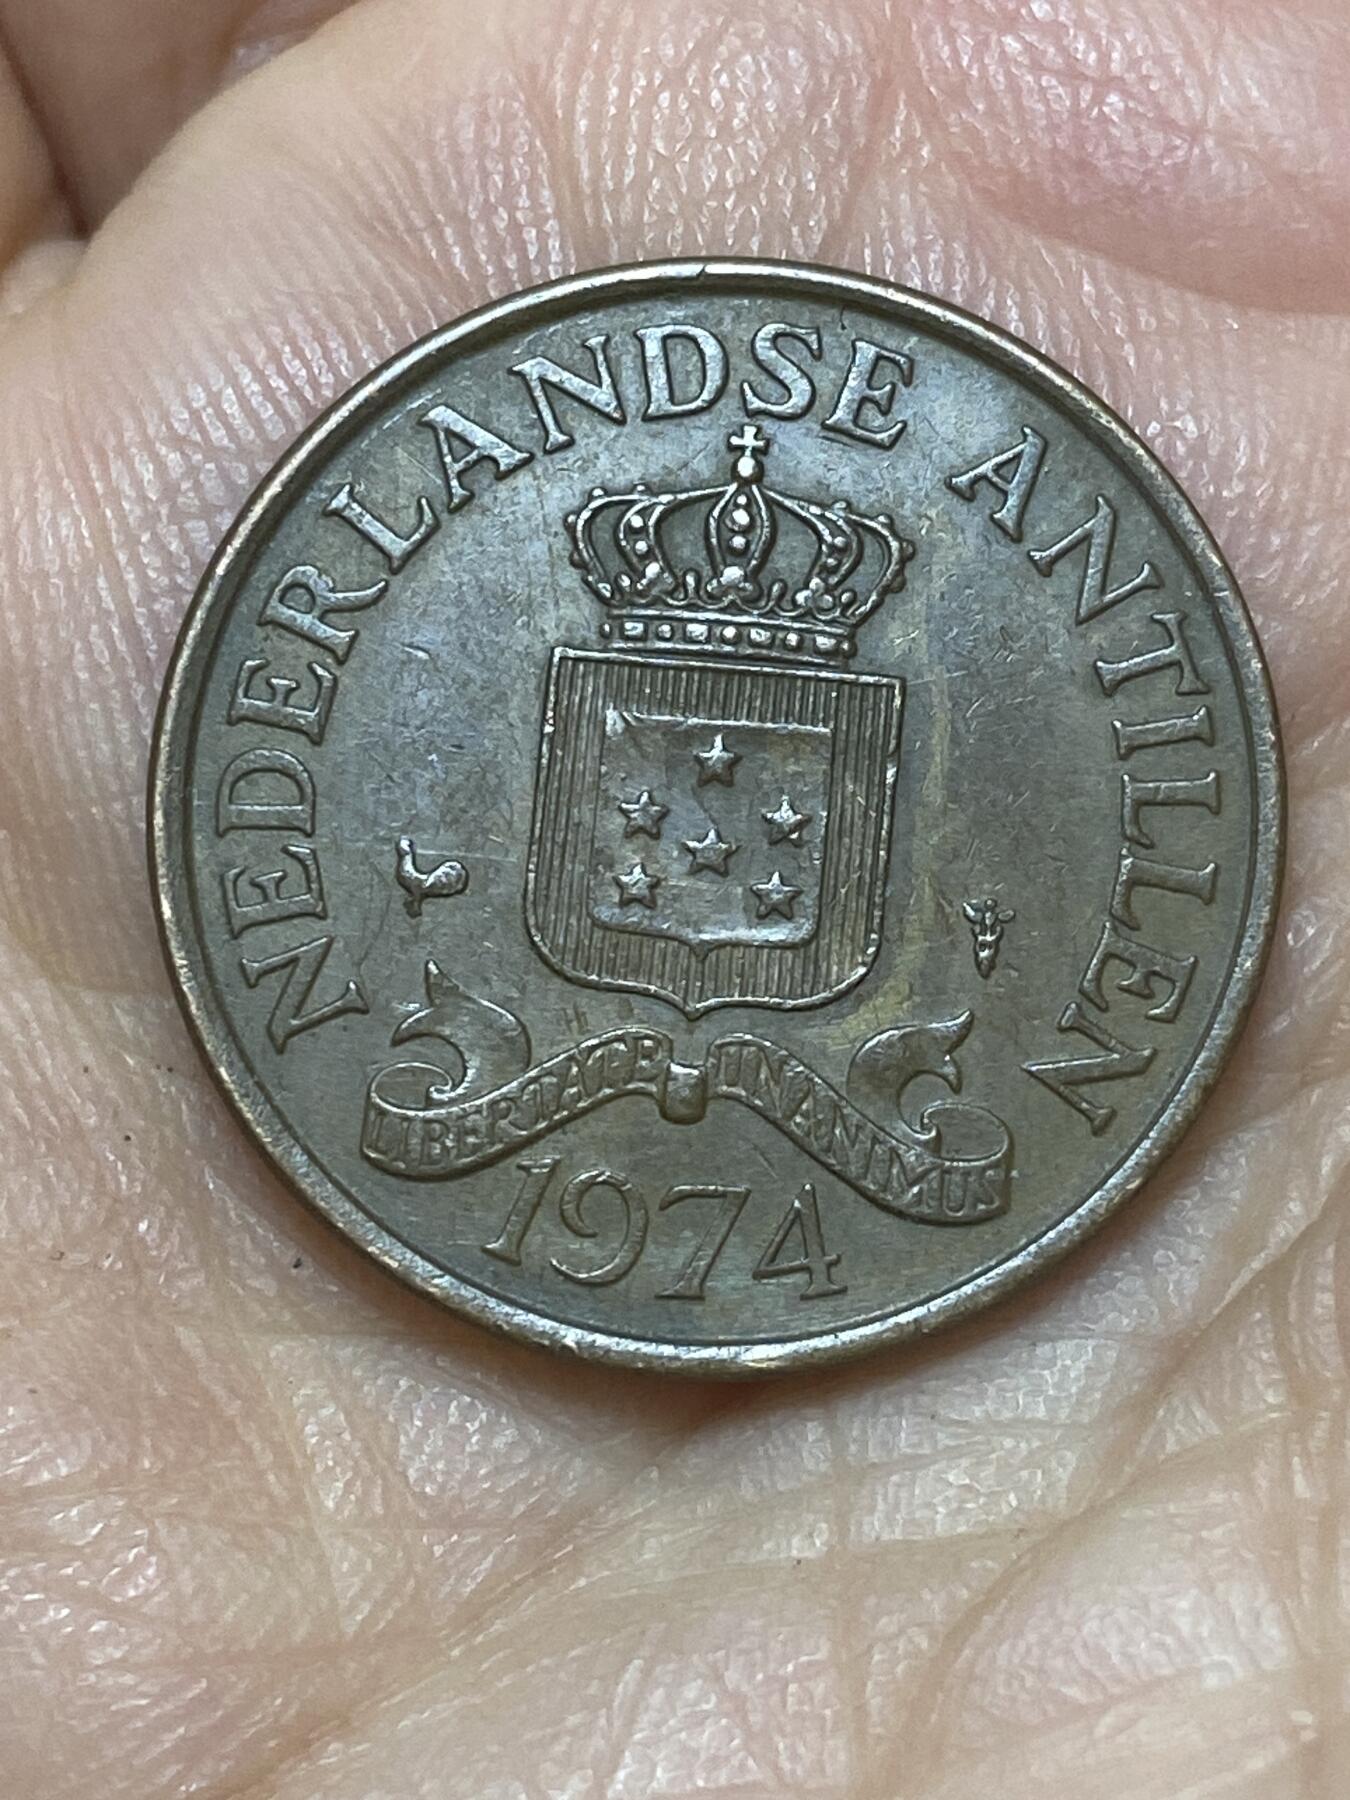 NEDERLANDSE ANTILLEN
LIBERTATE UNANIMUS
1974